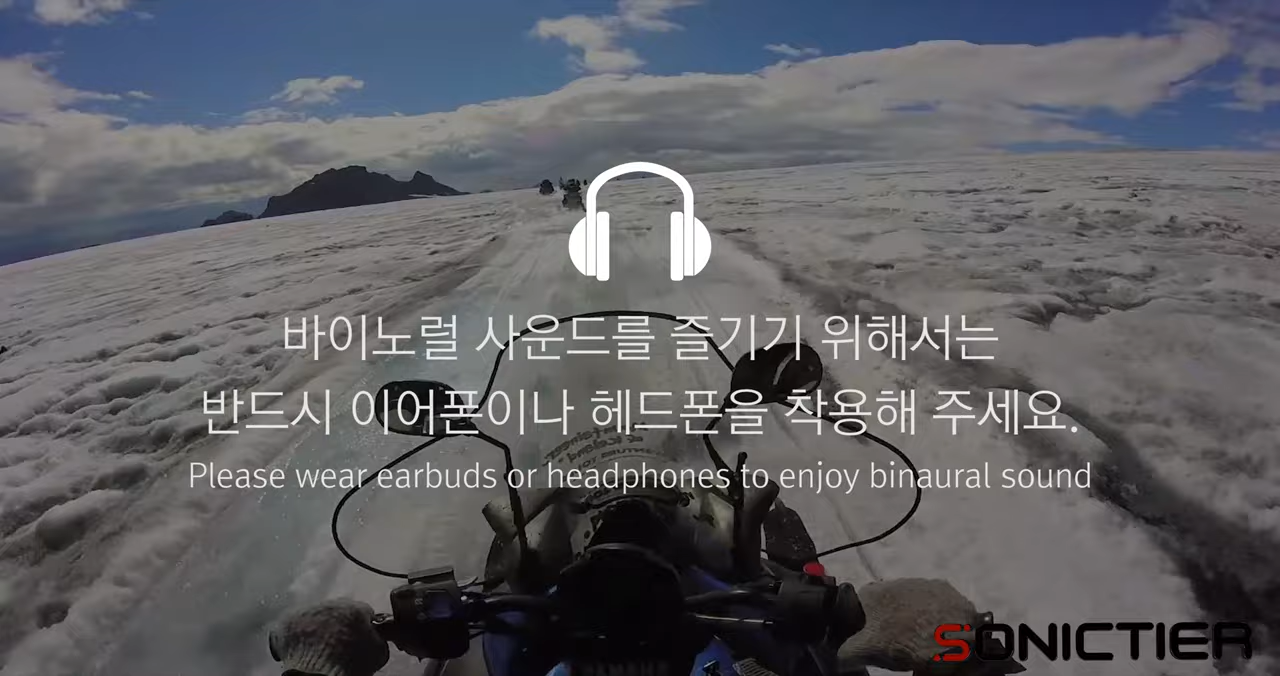 바이노럴 사운드를 즐기기 위해서는
반드시 이어폰이나 헤드폰을 착용해 주세요.
Please wear earbuds or headphones to enjoy binaural sound
SONICTIER